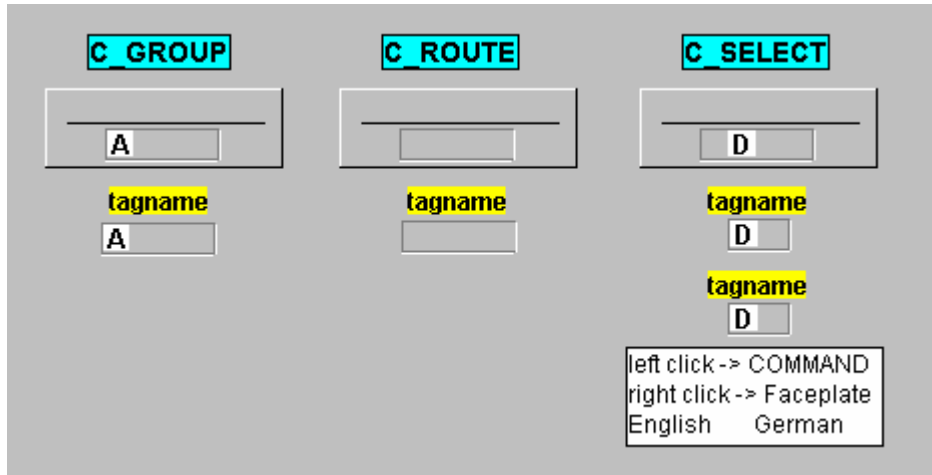 C_GROUP C_ROUTE C_SELECT
A D
tagname tagname tagname
A D
tagname
D
left click -> COMMAND
right click -> Faceplate
English German